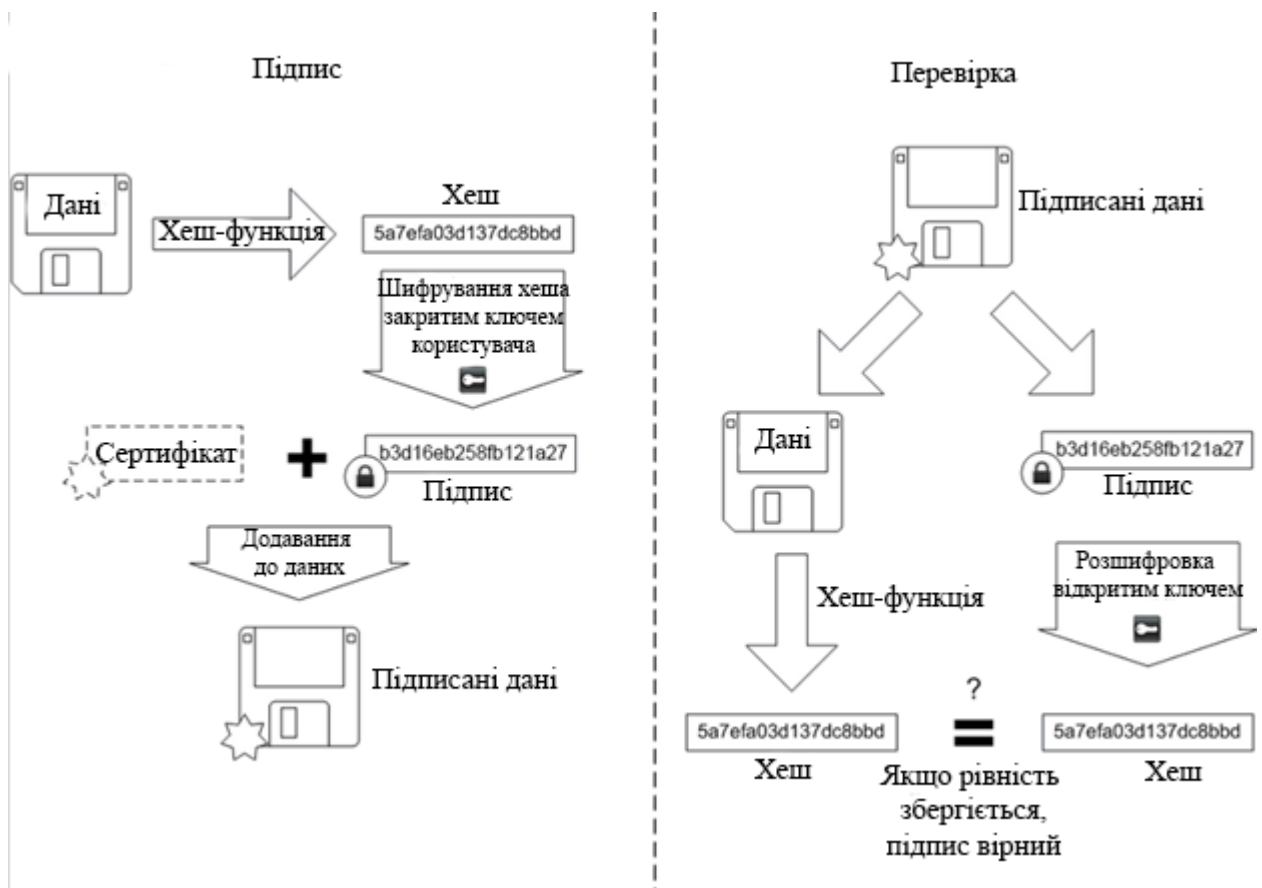 Підпис
Дані
Хеш-функція
Хеш
5a7efa03d137dc8bbd
Шифрування хеша
закритим ключем
користувача
Сертифікат
b3d16eb258fb121a27
Підпис
Додавання
до даних
Підписані дані
Перевірка
Підписані дані
Дані
b3d16eb258fb121a27
Підпис
Хеш-функція
Розшифровка
відкритим ключем
5a7efa03d137dc8bbd
Хеш
?
5a7efa03d137dc8bbd
Хеш
Якщо рівність
збергіється,
підпис вірний